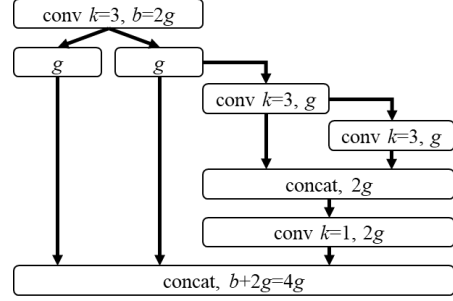 conv k=3, b=2g
g
g
conv k=3, g
conv k=3, g
concat, 2g
conv k=1, 2g
concat, b+2g=4g